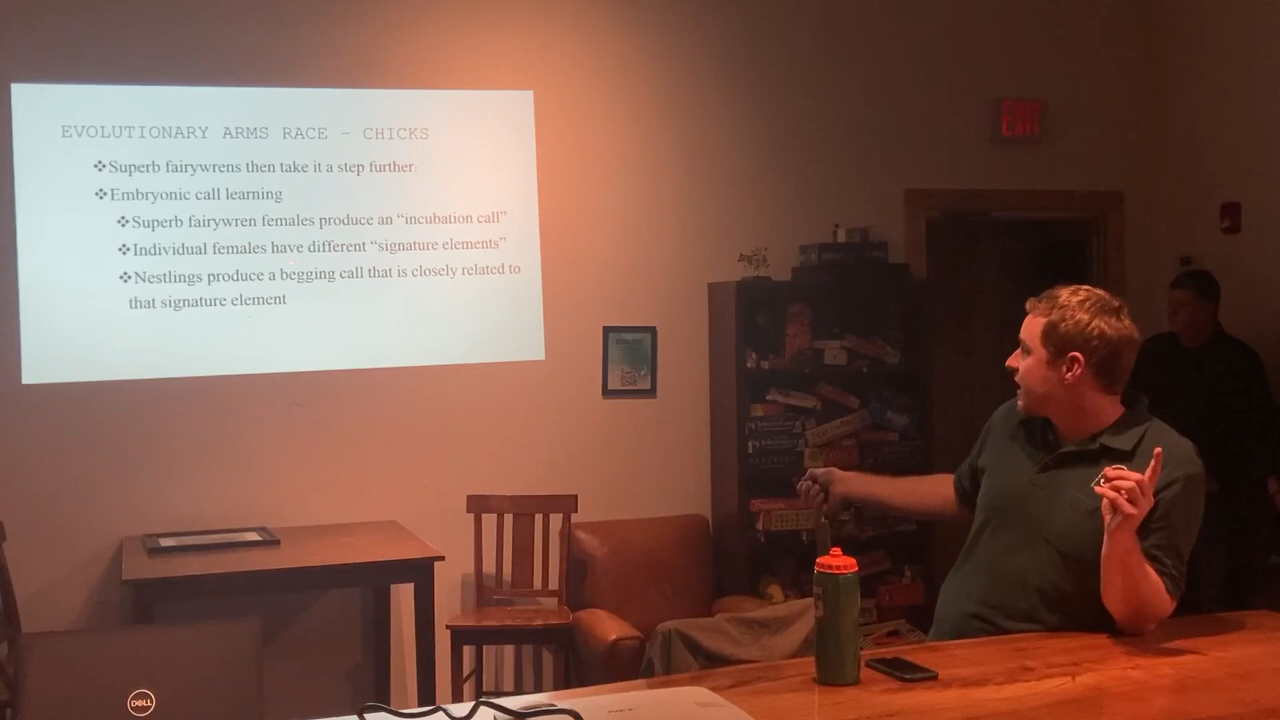 EVOLUTIONARY ARMS RACE – CHICKS
❖Superb fairywrens then take it a step further:
❖Embryonic call learning
❖Superb fairywren females produce an “incubation call”
❖Individual females have different “signature elements”
❖Nestlings produce a begging call that is closely related to
that signature element
EXIT
DELL